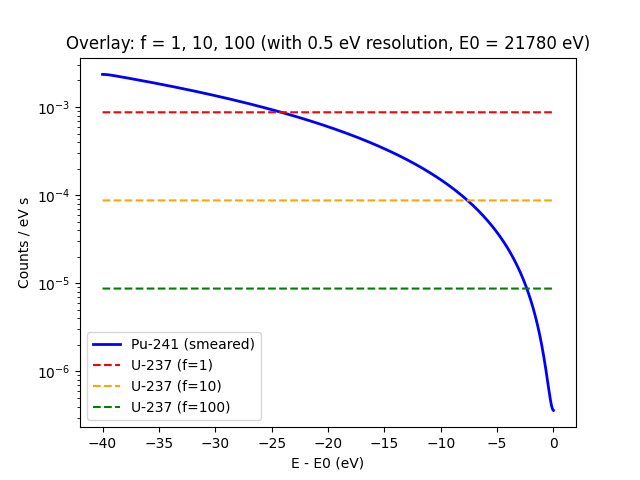 Overlay: f = 1, 10, 100 (with 0.5 eV resolution, E0 = 21780 eV)
Counts / eV s
10⁻³
10⁻⁴
10⁻⁵
10⁻⁶
Pu-241 (smeared)
U-237 (f=1)
U-237 (f=10)
U-237 (f=100)
−40 −35 −30 −25 −20 −15 −10 −5 0
E - E0 (eV)